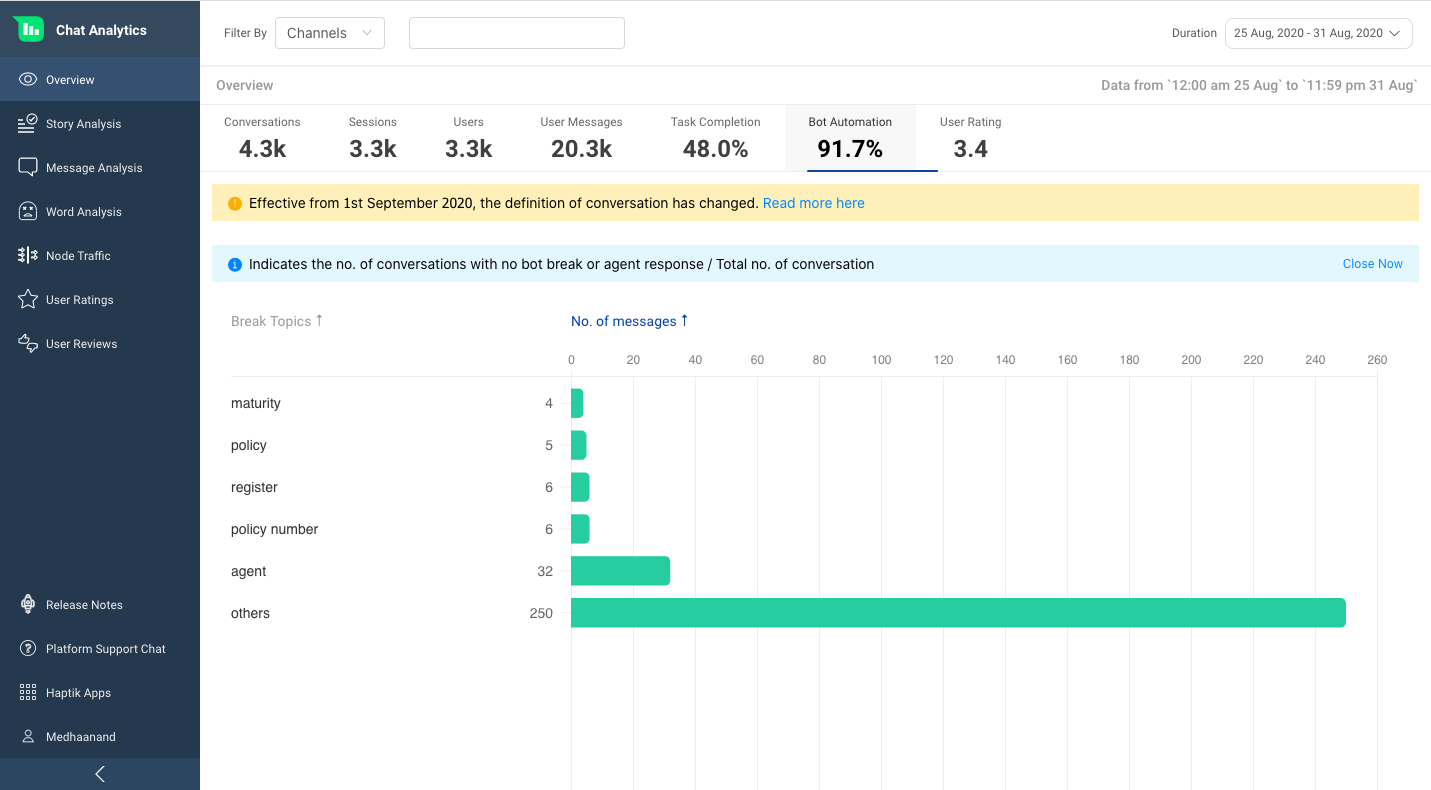 Chat Analytics
Overview
Story Analysis
Message Analysis
Word Analysis
Node Traffic
User Ratings
User Reviews
Release Notes
Platform Support Chat
Haptik Apps
Medhaanand
Filter By Channels Duration 25 Aug, 2020 - 31 Aug, 2020
Overview Data from `12:00 am 25 Aug` to `11:59 pm 31 Aug`
Conversations Sessions Users User Messages Task Completion Bot Automation User Rating
4.3k 3.3k 3.3k 20.3k 48.0% 91.7% 3.4
Effective from 1st September 2020, the definition of conversation has changed. Read more here
Indicates the no. of conversations with no bot break or agent response / Total no. of conversation Close Now
Break Topics ↑ No. of messages ↑
0 20 40 60 80 100 120 140 160 180 200 220 240 260
maturity 4
policy 5
register 6
policy number 6
agent 32
others 250